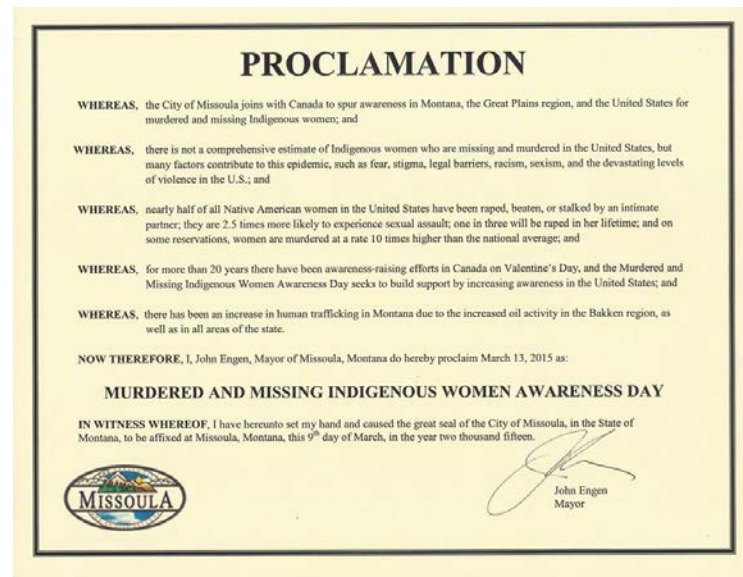 PROCLAMATION
WHEREAS, the City of Missoula joins with Canada to spur awareness in Montana, the Great Plains region, and the United States for
murdered and missing Indigenous women; and
WHEREAS, there is not a comprehensive estimate of Indigenous women who are missing and murdered in the United States, but
many factors contribute to this epidemic, such as fear, stigma, legal barriers, racism, sexism, and the devastating levels
of violence in the U.S.; and
WHEREAS, nearly half of all Native American women in the United States have been raped, beaten, or stalked by an intimate
partner; they are 2.5 times more likely to experience sexual assault; one in three will be raped in her lifetime; and on
some reservations, women are murdered at a rate 10 times higher than the national average; and
WHEREAS, for more than 20 years there have been awareness-raising efforts in Canada on Valentine's Day, and the Murdered and
Missing Indigenous Women Awareness Day seeks to build support by increasing awareness in the United States; and
WHEREAS, there has been an increase in human trafficking in Montana due to the increased oil activity in the Bakken region, as
well as in all areas of the state.
NOW THEREFORE, I, John Engen, Mayor of Missoula, Montana do hereby proclaim March 13, 2015 as:
MURDERED AND MISSING INDIGENOUS WOMEN AWARENESS DAY
IN WITNESS WHEREOF, I have hereunto set my hand and caused the great seal of the City of Missoula, in the State of
Montana, to be affixed at Missoula, Montana, this 9th day of March, in the year two thousand fifteen.
John Engen
Mayor
MISSOULA